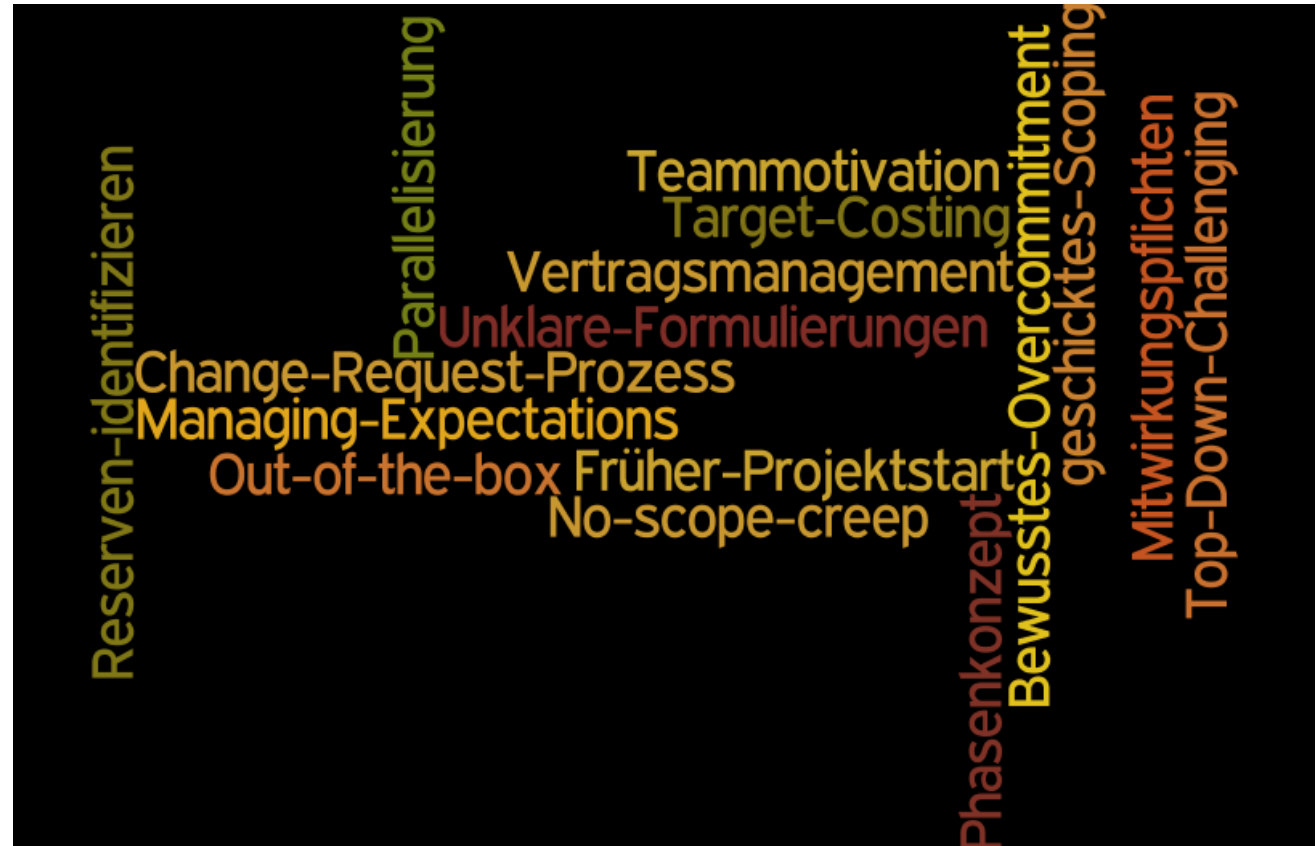 Reserven-identifizieren
Parallelisierung
Teammotivation
Target-Costing
Vertragsmanagement
Unklare-Formulierungen
Change-Request-Prozess
Managing-Expectations
Out-of-the-box
Früher-Projektstart
No-scope-creep
Phasenkonzept
Bewusstes-Overcommitment
geschicktes-Scoping
Mitwirkungspflichten
Top-Down-Challenging